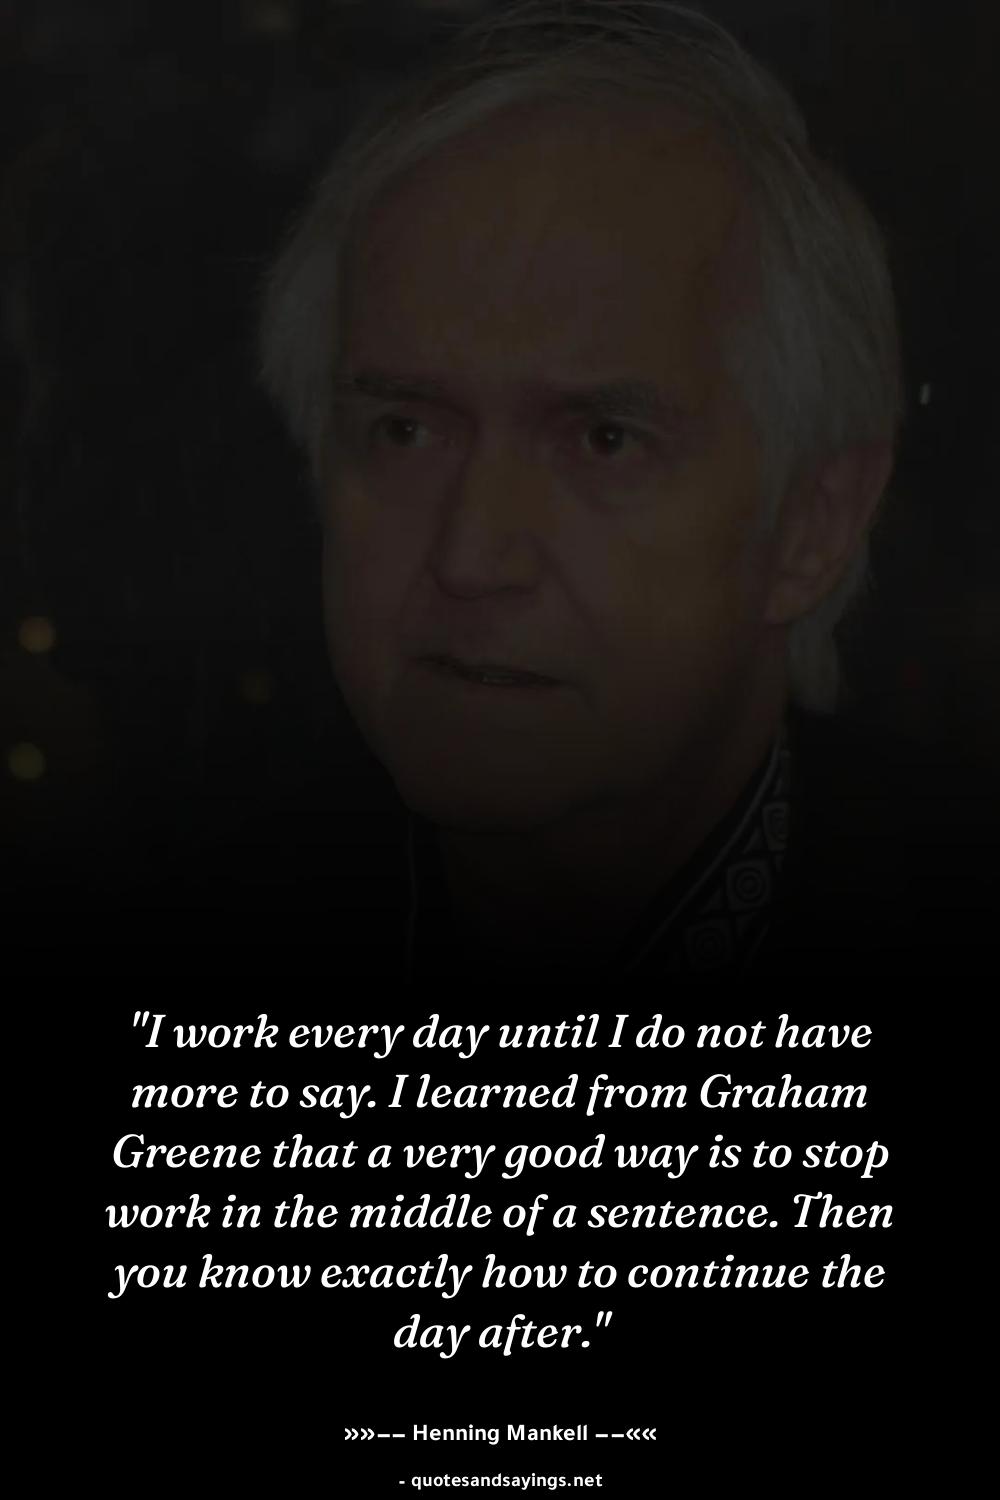 "I work every day until I do not have
more to say. I learned from Graham
Greene that a very good way is to stop
work in the middle of a sentence. Then
you know exactly how to continue the
day after."
»»−− Henning Mankell −−««
- quotesandsayings.net